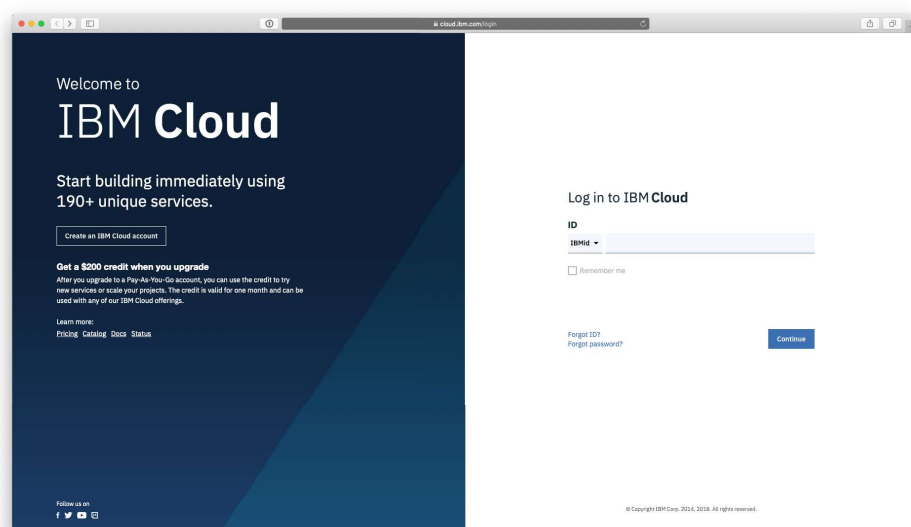 cloud.ibm.com/login
Welcome to
IBM Cloud
Start building immediately using
190+ unique services.
Create an IBM Cloud account
Get a $200 credit when you upgrade
After you upgrade to a Pay-As-You-Go account, you can use the credit to try
new services or scale your projects. The credit is valid for one month and can be
used with any of our IBM Cloud offerings.
Learn more:
Pricing Catalog Docs Status
Follow us on
Log in to IBM Cloud
ID
IBMid
Remember me
Forgot ID?
Forgot password?
Continue
© Copyright IBM Corp. 2014, 2018. All rights reserved.